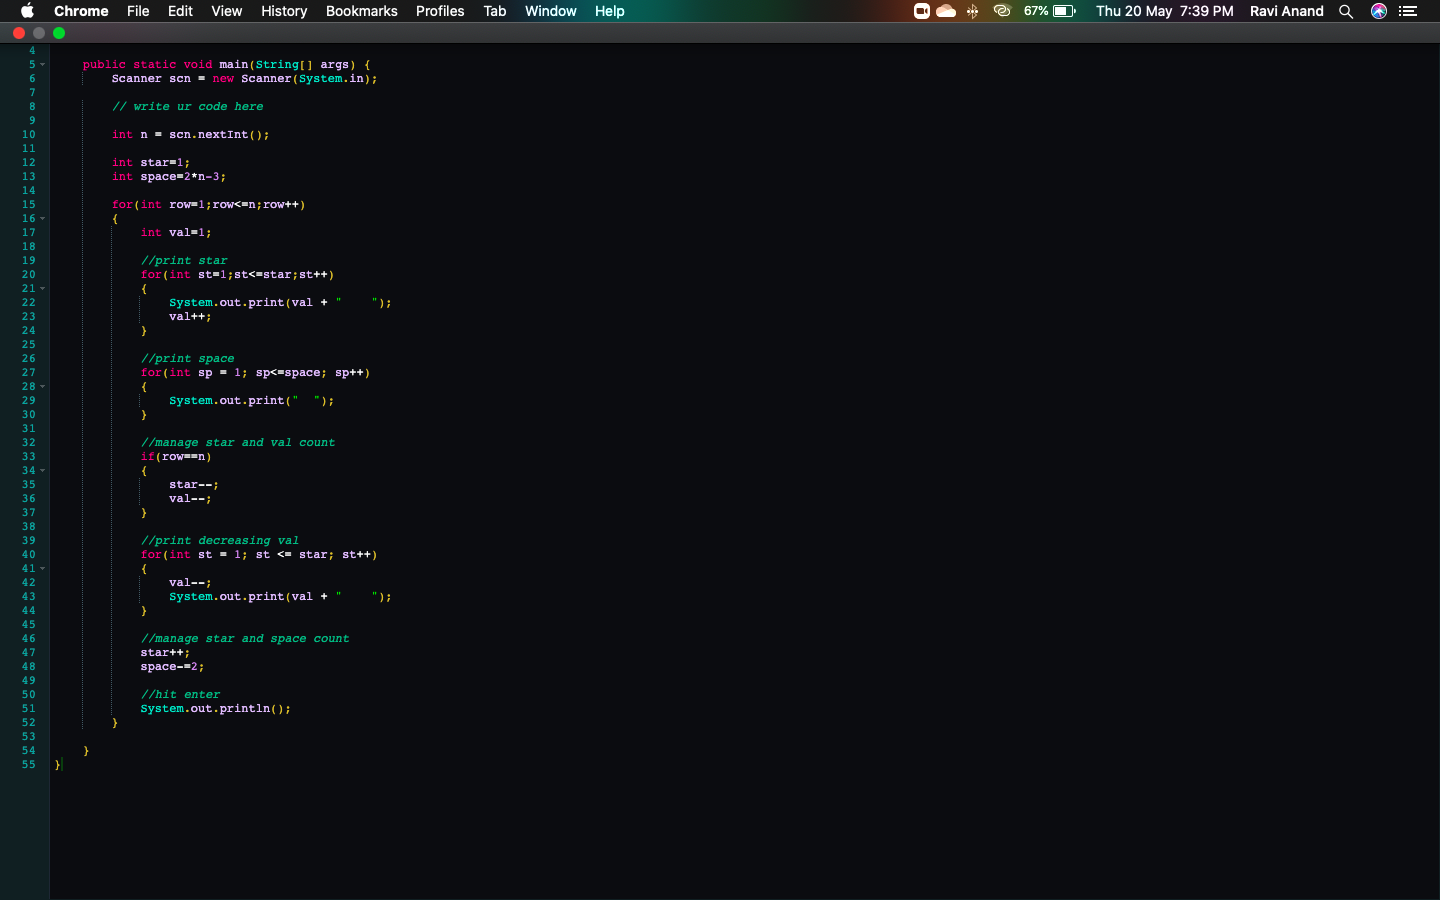 Chrome File Edit View History Bookmarks Profiles Tab Window Help 67% Thu 20 May 7:39 PM Ravi Anand
4
5 public static void main(String[] args) {
6 Scanner scn = new Scanner(System.in);
7
8 // write ur code here
9
10 int n = scn.nextInt();
11
12 int star=1;
13 int space=2*n-3;
14
15 for(int row=1;row<=n;row++)
16 {
17 int val=1;
18
19 //print star
20 for(int st=1;st<=star;st++)
21 {
22 System.out.print(val + "    ");
23 val++;
24 }
25
26 //print space
27 for(int sp = 1; sp<=space; sp++)
28 {
29 System.out.print("  ");
30 }
31
32 //manage star and val count
33 if(row==n)
34 {
35 star--;
36 val--;
37 }
38
39 //print decreasing val
40 for(int st = 1; st <= star; st++)
41 {
42 val--;
43 System.out.print(val + "    ");
44 }
45
46 //manage star and space count
47 star++;
48 space-=2;
49
50 //hit enter
51 System.out.println();
52 }
53
54 }
55 }